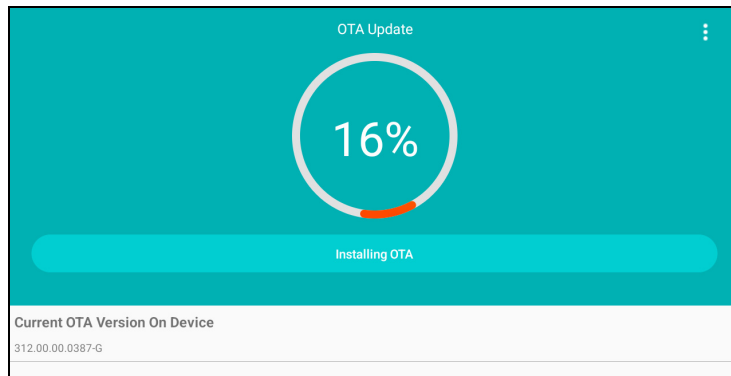 OTA Update
16%
Installing OTA
Current OTA Version On Device
312.00.00.0387-G